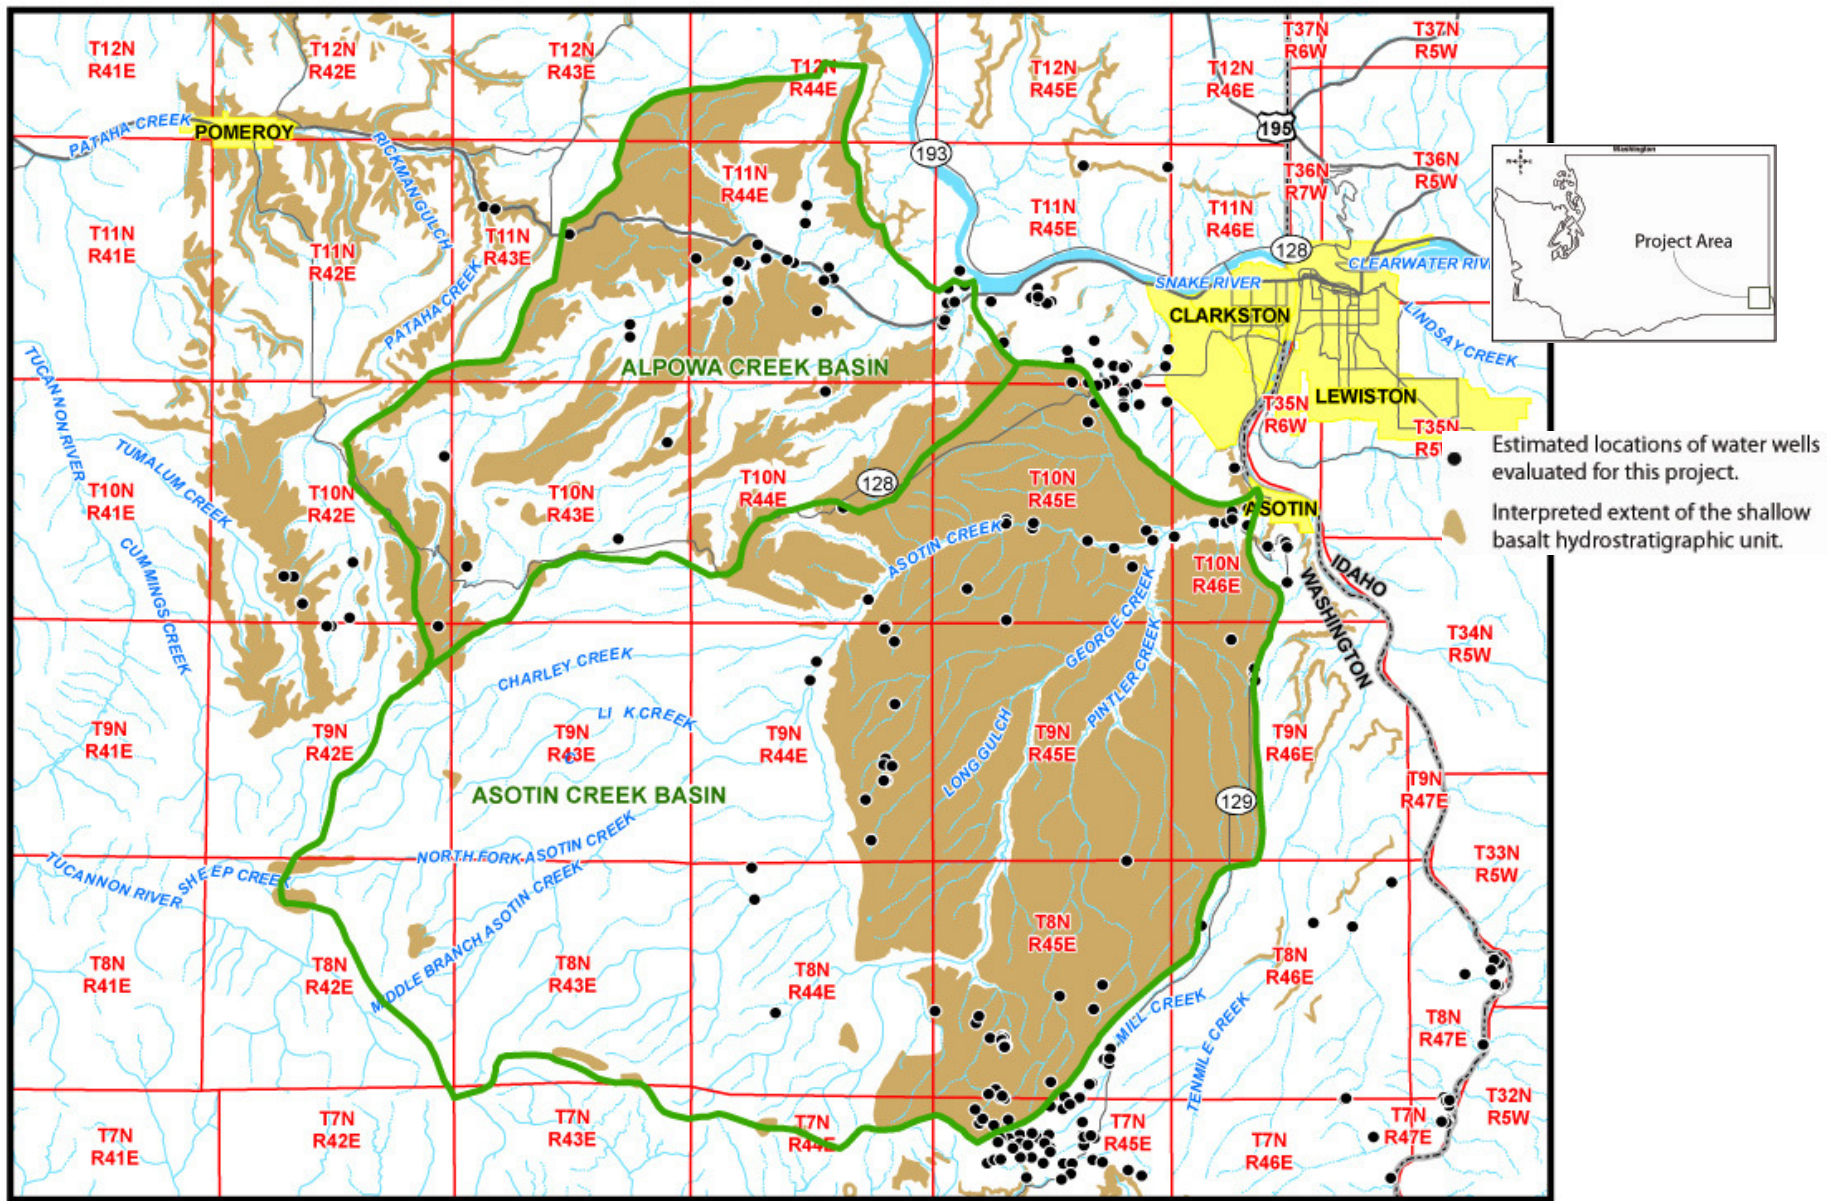 T12N
R41E
T12N
R42E
T12N
R43E
T12N
R44E
T12N
R45E
T12N
R46E
T37N
R6W
T37N
R5W
PATAHA CREEK
POMEROY
RICKMAN GULCH
193
195
Washington
T11N
R41E
T11N
R42E
T11N
R43E
T11N
R44E
T11N
R45E
T11N
R46E
T36N
R7W
T36N
R5W
PATAHA CREEK
128
SNAKE RIVER
CLEARWATER RIV
Project Area
CLARKSTON
LINDSAY CREEK
LEWISTON
TUCANNON RIVER
ALPOWA CREEK BASIN
T35N
R6W
T35N
R5
TUMALUM CREEK
T10N
R41E
T10N
R42E
T10N
R43E
T10N
R44E
128
T10N
R45E
ASOTIN
Estimated locations of water wells
evaluated for this project.
Interpreted extent of the shallow
basalt hydrostratigraphic unit.
CUMMINGS CREEK
ASOTIN CREEK
T10N
R46E
IDAHO
WASHINGTON
GEORGE CREEK
PINTLER CREEK
T34N
R5W
CHARLEY CREEK
LI K CREEK
T9N
R41E
T9N
R42E
T9N
R43E
C
T9N
R44E
LONG GULCH
T9N
R45E
T9N
R46E
T9N
R47E
ASOTIN CREEK BASIN
129
NORTH FORK ASOTIN CREEK
TUCANNON RIVER
SHEEP CREEK
MIDDLE BRANCH ASOTIN CREEK
T33N
R5W
T8N
R41E
T8N
R42E
T8N
R43E
T8N
R44E
T8N
R45E
T8N
R46E
T8N
R47E
MILL CREEK
TENMILE CREEK
T7N
R41E
T7N
R42E
T7N
R43E
T7N
R44E
T7N
R45E
T7N
R46E
T7N
R47E
T32N
R5W